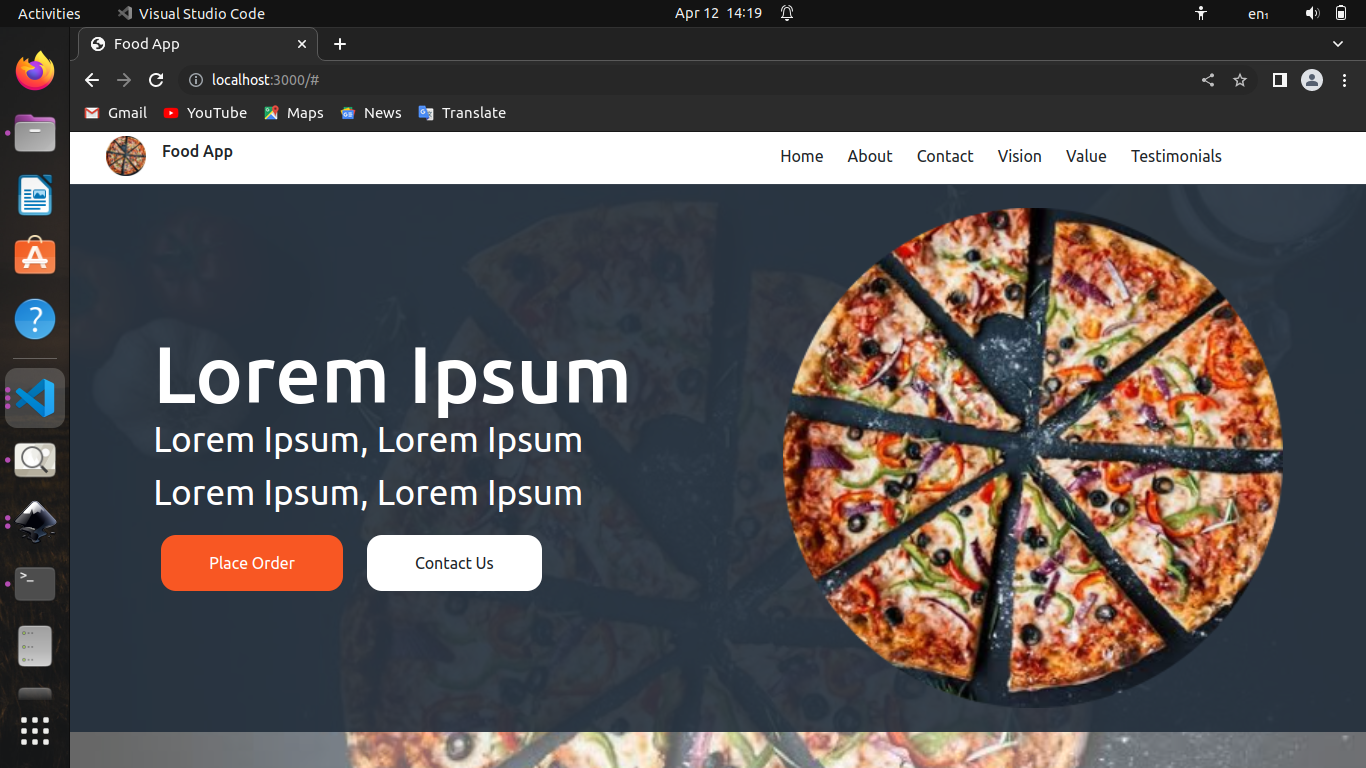 Activities Visual Studio Code Apr 12 14:19 en₁
Food App
localhost:3000/#
Gmail YouTube Maps News Translate
Food App Home About Contact Vision Value Testimonials
Lorem Ipsum
Lorem Ipsum, Lorem Ipsum
Lorem Ipsum, Lorem Ipsum
Place Order Contact Us